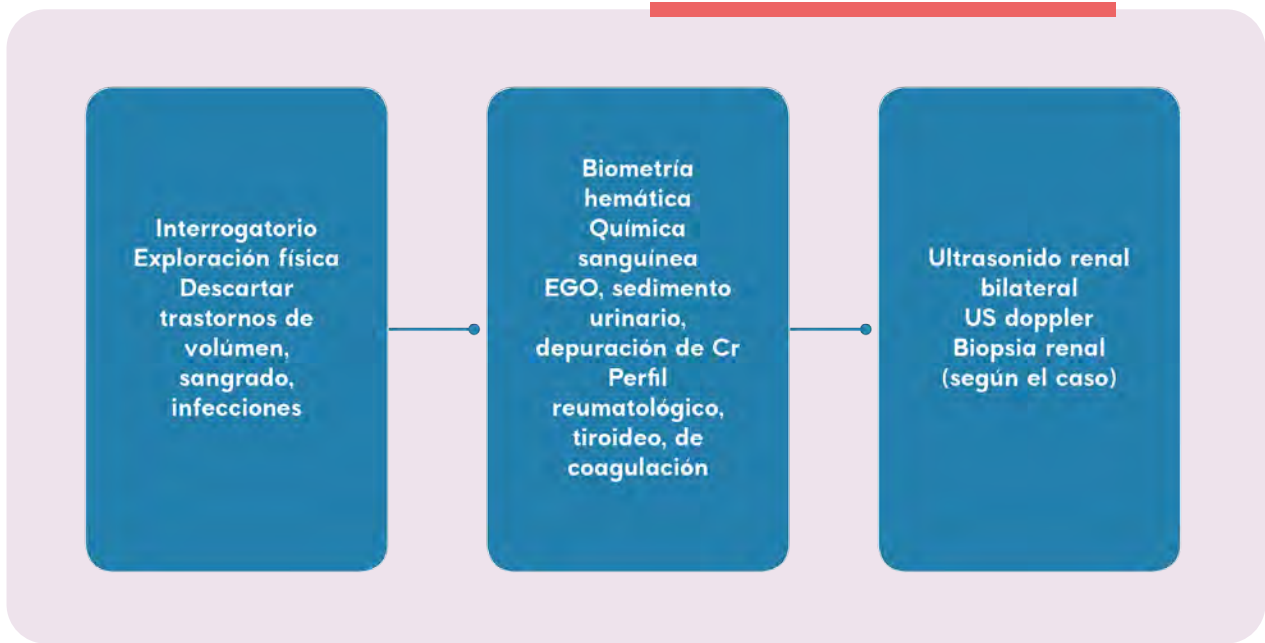 Interrogatorio
Exploración física
Descartar
trastornos de
volúmen,
sangrado,
infecciones
Biometría
hemática
Química
sanguínea
EGO, sedimento
urinario,
depuración de Cr
Perfil
reumatológico,
tiroideo, de
coagulación
Ultrasonido renal
bilateral
US doppler
Biopsia renal
(según el caso)